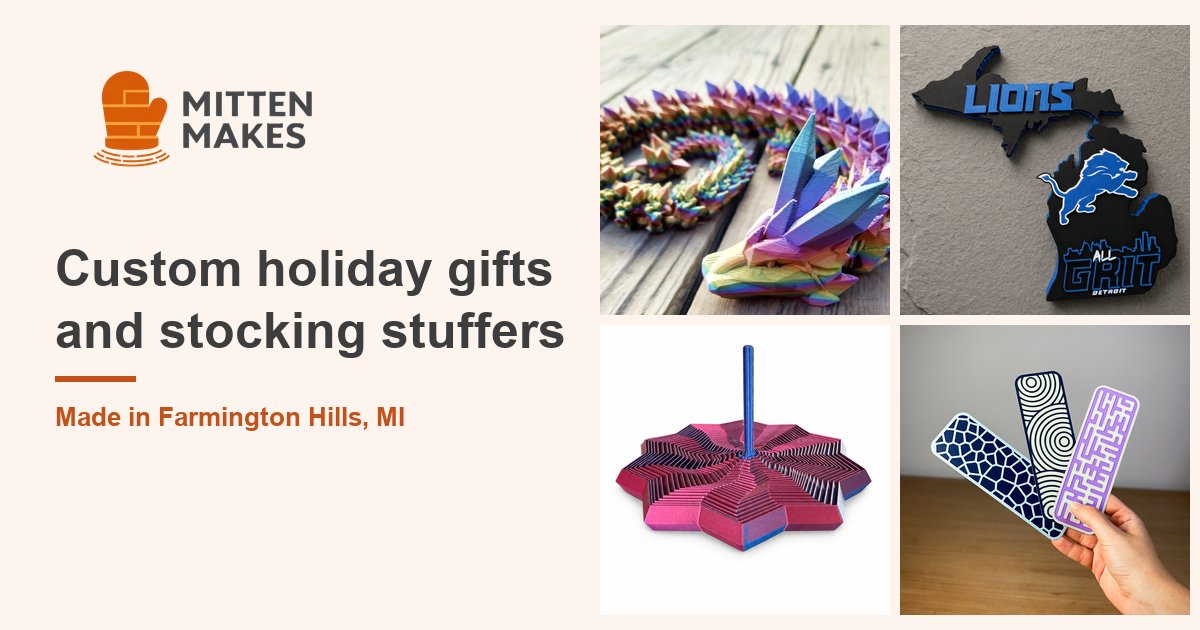 MITTEN
MAKES
Custom holiday gifts
and stocking stuffers
Made in Farmington Hills, MI
LIONS
ALL
GRIT
DETROIT